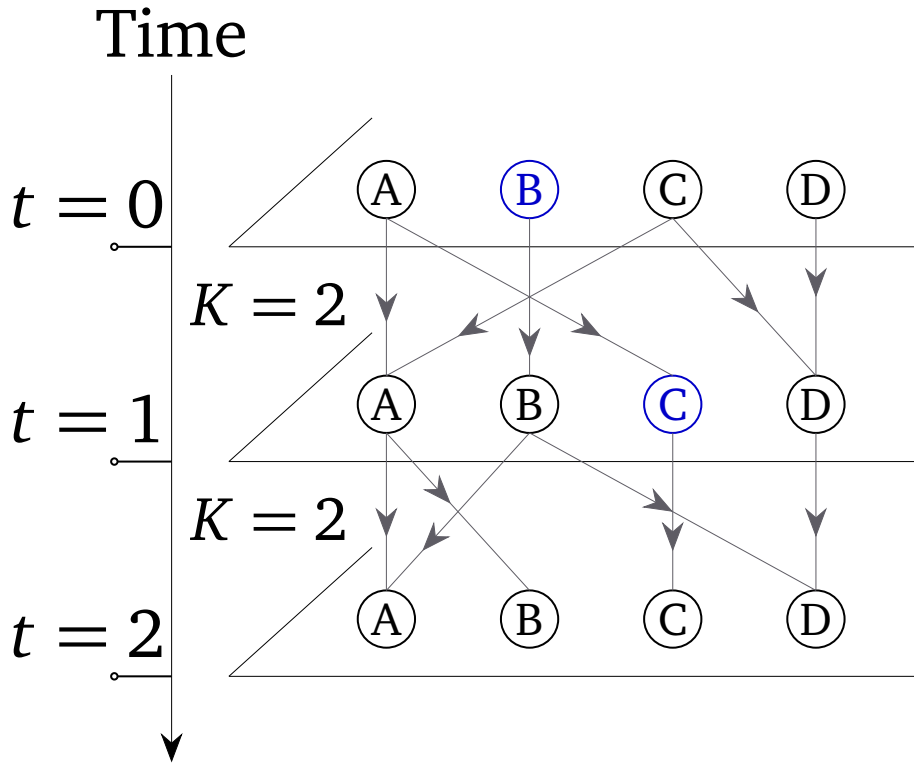 Time
t = 0
A B C D
K = 2
t = 1
A B C D
K = 2
t = 2
A B C D